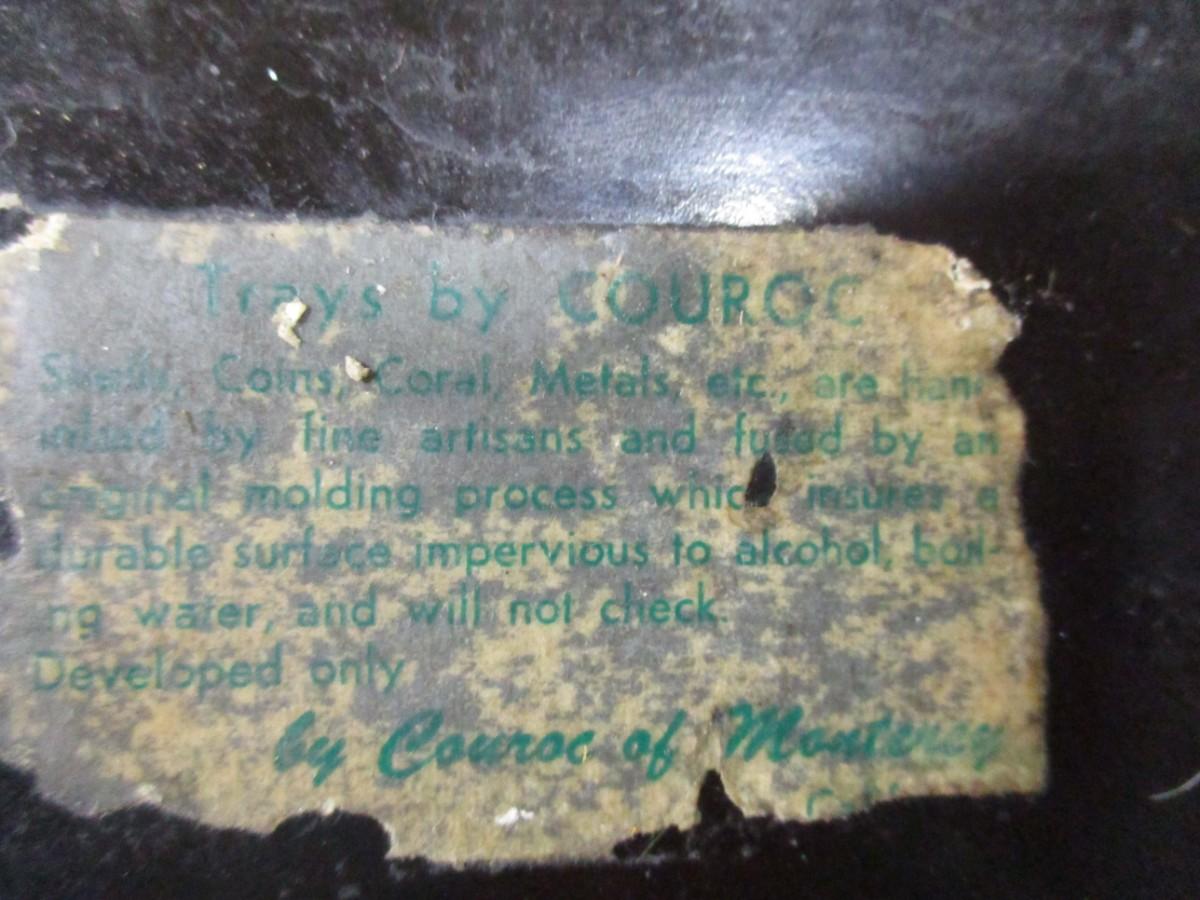 Trays by COUROC
Shells, Coins, Coral, Metals, etc., are han
inlaid by fine artisans and fused by an
original molding process which insures a
durable surface impervious to alcohol, boil-
ing water, and will not check.
Developed only
by Couroc of Monterey